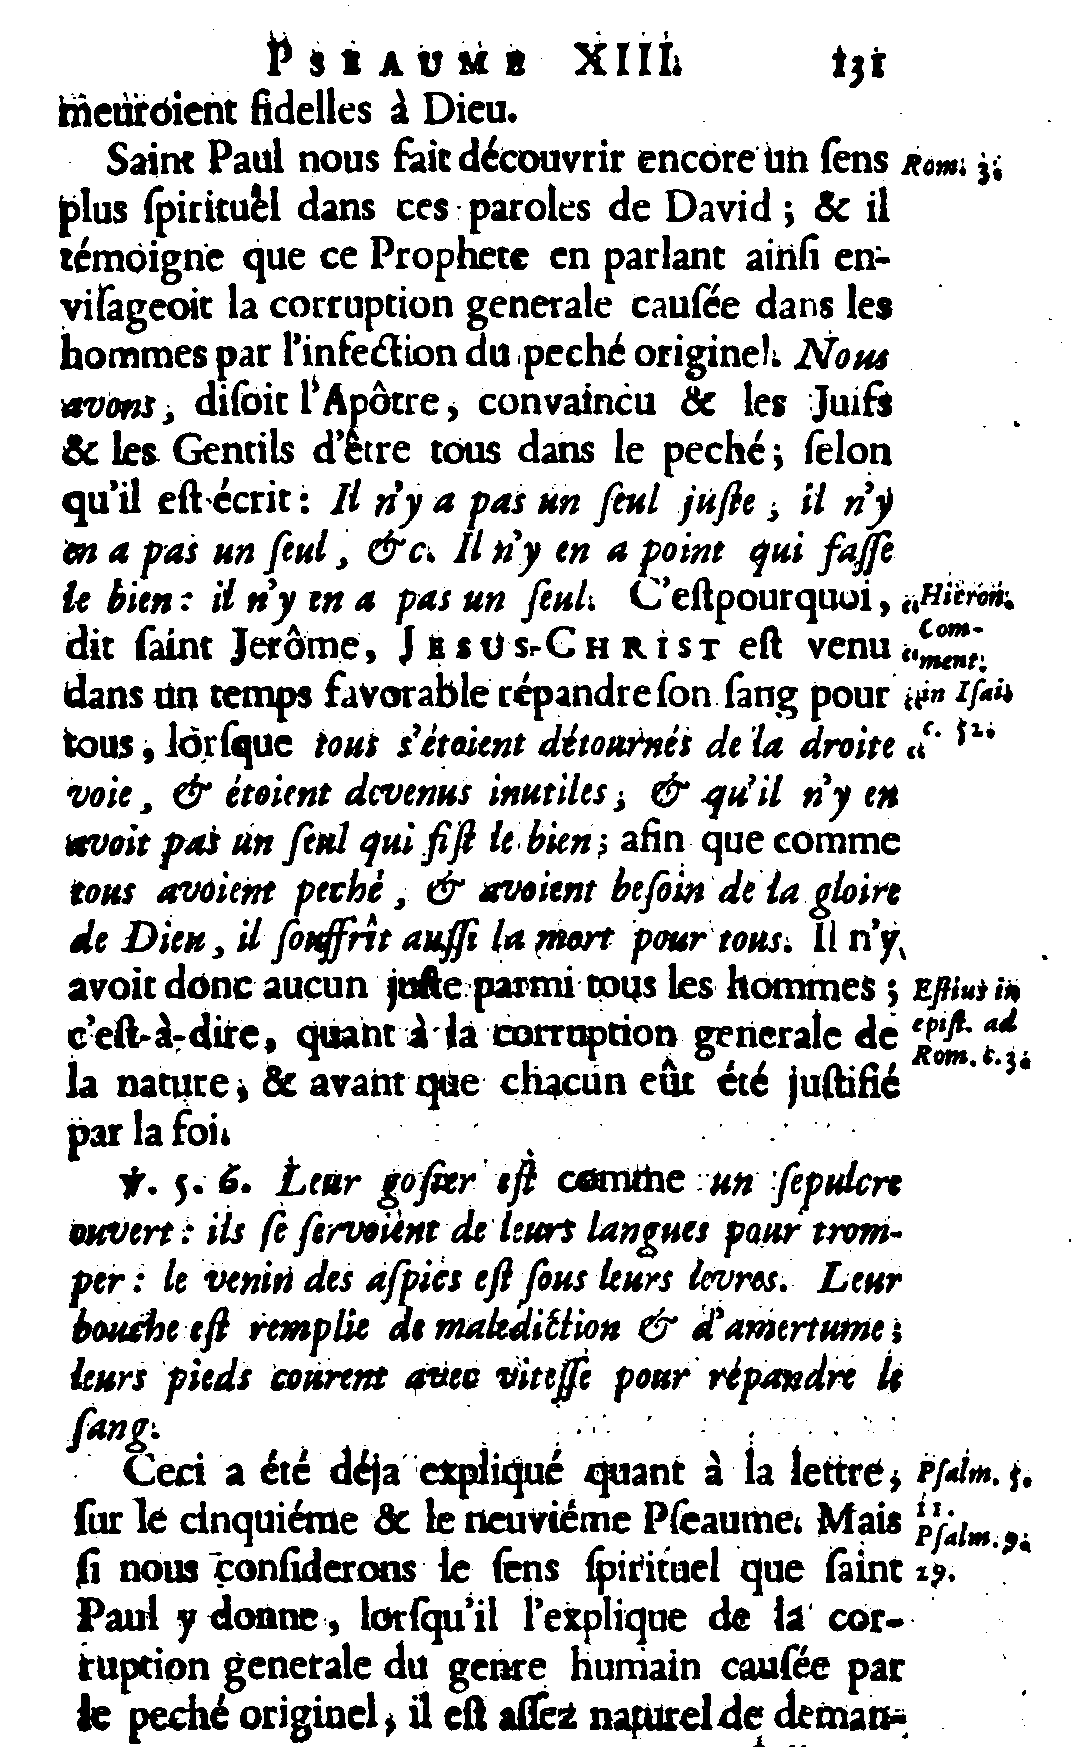 PSEAUME XIII. 131
meuroient fidelles à Dieu.
Saint Paul nous fait découvrir encore un ſens Rom. 3.
plus ſpirituel dans ces paroles de David ; & il
témoigne que ce Prophete en parlant ainſi en-
viſageoit la corruption generale cauſée dans les
hommes par l'infection du peché originel. Nous
avons, diſoit l'Apôtre, convaincu & les Juifs
& les Gentils d'être tous dans le peché ; ſelon
qu'il eſt écrit : Il n'y a pas un ſeul juſte, il n'y
en a pas un ſeul, &c. Il n'y en a point qui faſſe
le bien : il n'y en a pas un ſeul. C'eſtpourquoi, “Hieron.
dit ſaint Jerôme, JESUS-CHRIST eſt venu “Com-
ment.
dans un temps favorable répandre ſon ſang pour “in Iſai.
tous, lorſque tous s'étoient détournés de la droite “c. 52.
voie, & étoient devenus inutiles ; & qu'il n'y en
avoit pas un ſeul qui fiſt le bien ; afin que comme
tous avoient peché, & avoient beſoin de la gloire
de Dieu, il ſouffrît auſſi la mort pour tous. Il n'y
avoit donc aucun juſte parmi tous les hommes ; Eſtius in
c'eſt-à-dire, quant à la corruption generale de epiſt. ad
Rom. c. 3.
la nature, & avant que chacun eût été juſtifié
par la foi.
℣. 5. 6. Leur goſier eſt comme un ſepulcre
ouvert : ils ſe ſervoient de leurs langues pour trom-
per : le venin des aſpics eſt ſous leurs levres. Leur
bouche eſt remplie de malediction & d'amertume ;
leurs pieds courent avec viteſſe pour répandre le
ſang.
Ceci a été déja expliqué quant à la lettre, Pſalm. 5.
11.
ſur le cinquiéme & le neuviéme Pſeaume. Mais Pſalm. 9.
ſi nous conſiderons le ſens ſpirituel que ſaint 29.
Paul y donne, lorſqu'il l'explique de la cor-
ruption generale du genre humain cauſée par
le peché originel, il eſt aſſez naturel de deman-